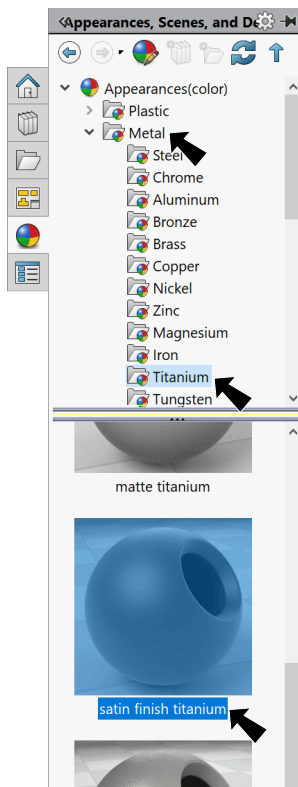 Appearances, Scenes, and De
Appearances(color)
Plastic
Metal
Steel
Chrome
Aluminum
Bronze
Brass
Copper
Nickel
Zinc
Magnesium
Iron
Titanium
Tungsten
matte titanium
satin finish titanium